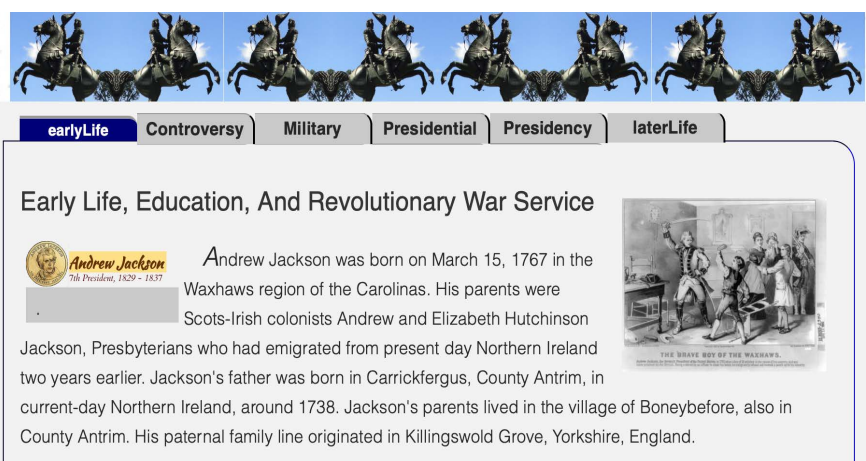 earlyLife Controversy Military Presidential Presidency laterLife
Early Life, Education, And Revolutionary War Service
Andrew Jackson
7th President, 1829 - 1837
Andrew Jackson was born on March 15, 1767 in the
Waxhaws region of the Carolinas. His parents were
Scots-Irish colonists Andrew and Elizabeth Hutchinson
Jackson, Presbyterians who had emigrated from present day Northern Ireland
two years earlier. Jackson's father was born in Carrickfergus, County Antrim, in
current-day Northern Ireland, around 1738. Jackson's parents lived in the village of Boneybefore, also in
County Antrim. His paternal family line originated in Killingswold Grove, Yorkshire, England.
THE BRAVE BOY OF THE WAXHAWS.